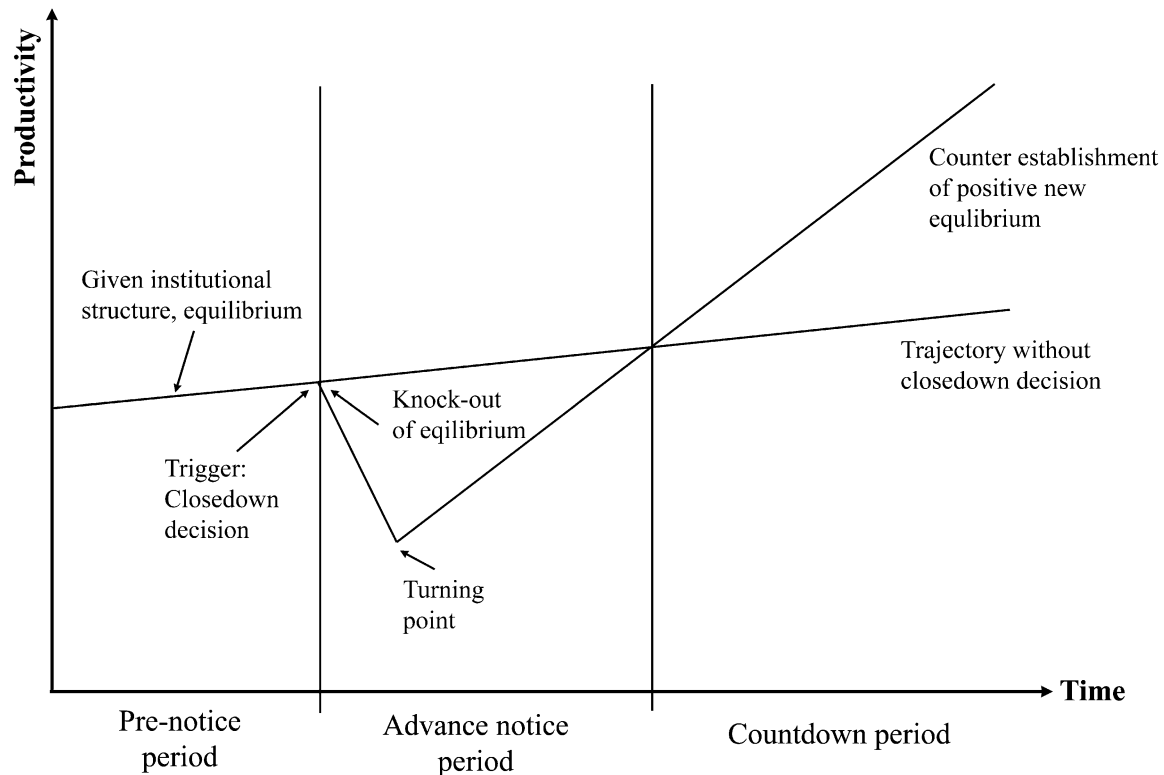 Productivity
Given institutional
structure, equilibrium
Trigger:
Closedown
decision
Knock-out
of eqilibrium
Turning
point
Counter establishment
of positive new
equlibrium
Trajectory without
closedown decision
Time
Pre-notice
period
Advance notice
period
Countdown period